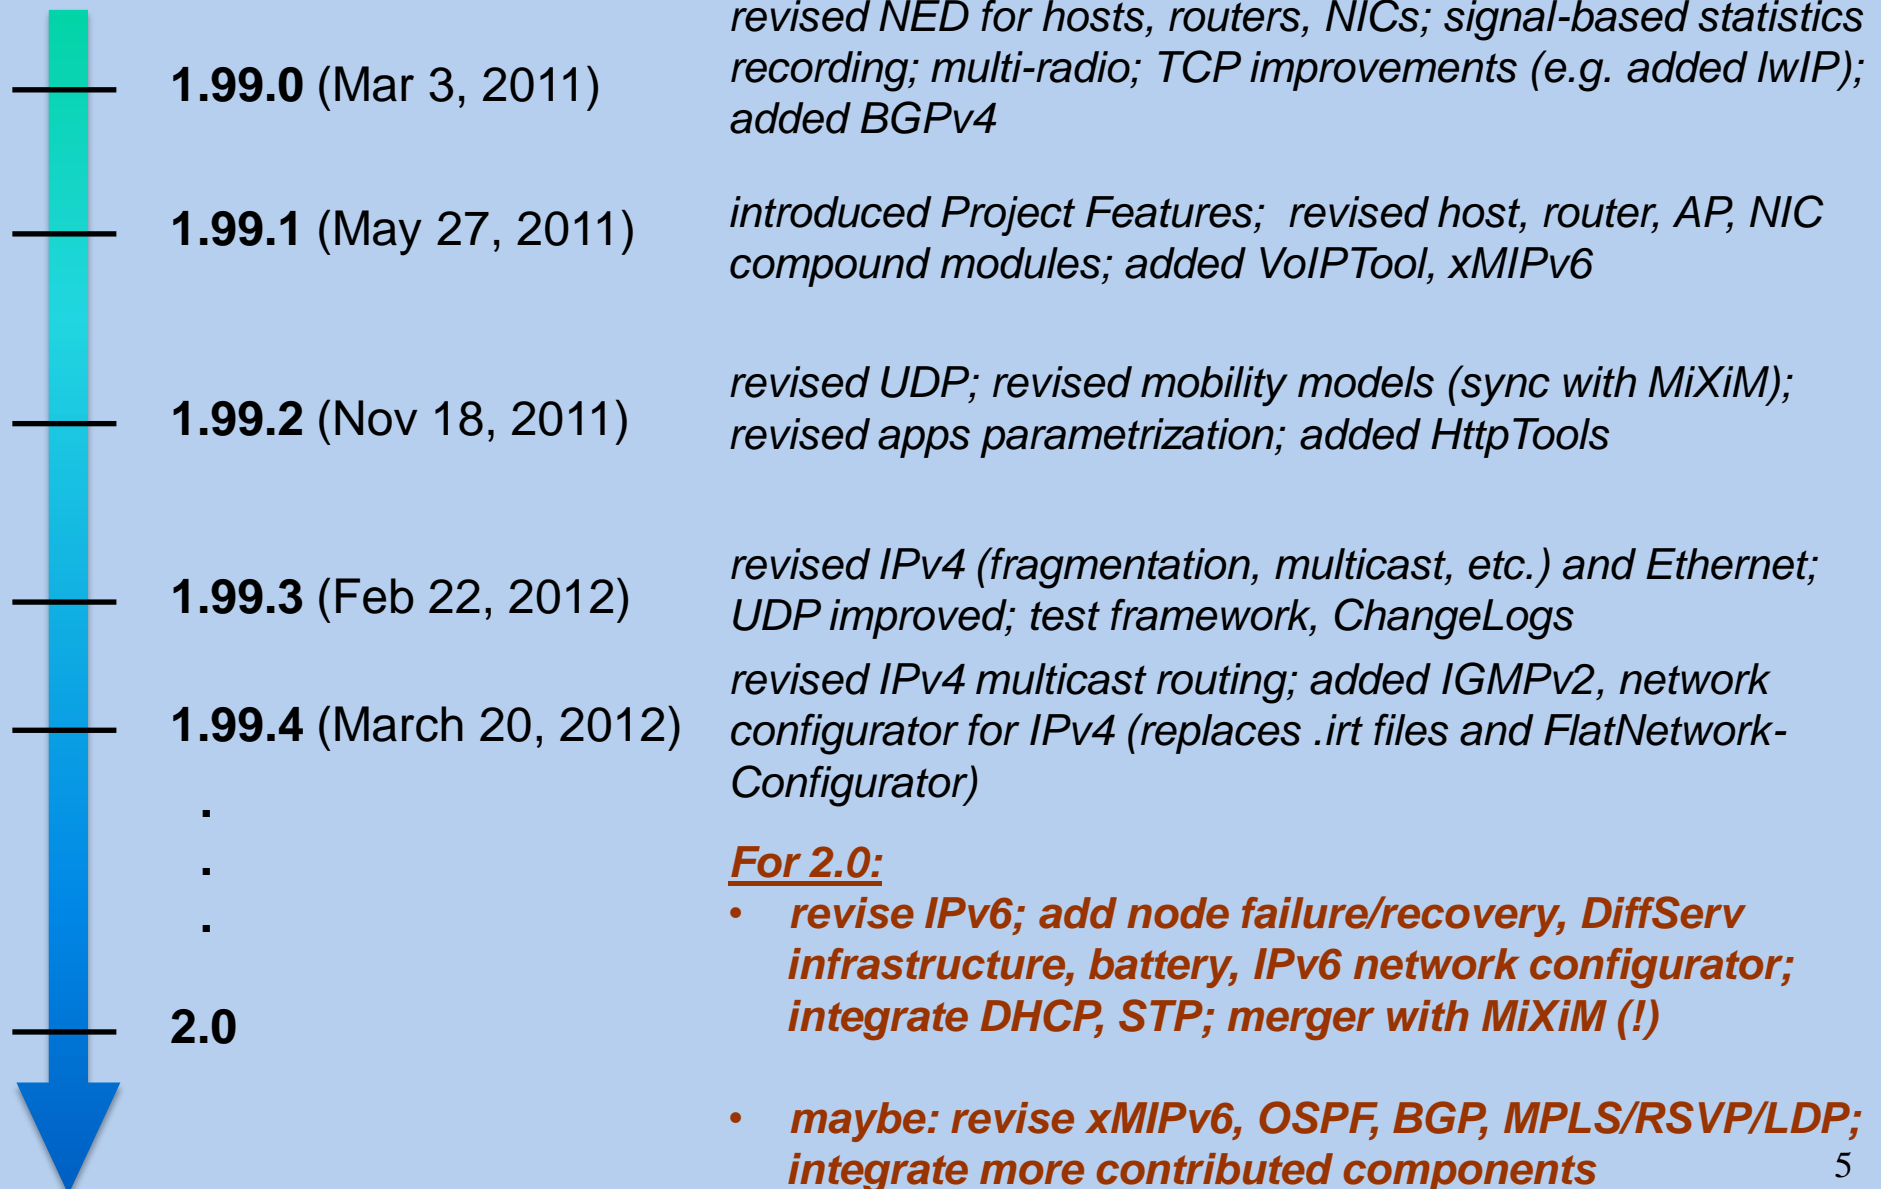 revised NED for hosts, routers, NICs; signal-based statistics
1.99.0 (Mar 3, 2011)
recording; multi-radio; TCP improvements (e.g. added lwIP);
added BGPv4
1.99.1 (May 27, 2011)
introduced Project Features;  revised host, router, AP, NIC
compound modules; added VoIPTool, xMIPv6
1.99.2 (Nov 18, 2011)
revised UDP; revised mobility models (sync with MiXiM);
revised apps parametrization; added HttpTools
1.99.3 (Feb 22, 2012)
revised IPv4 (fragmentation, multicast, etc.) and Ethernet;
UDP improved; test framework, ChangeLogs
1.99.4 (March 20, 2012)
revised IPv4 multicast routing; added IGMPv2, network
configurator for IPv4 (replaces .irt files and FlatNetwork-
Configurator)
.
.
.
2.0
For 2.0:
• revise IPv6; add node failure/recovery, DiffServ
infrastructure, battery, IPv6 network configurator;
integrate DHCP, STP; merger with MiXiM (!)
• maybe: revise xMIPv6, OSPF, BGP, MPLS/RSVP/LDP;
integrate more contributed components
5